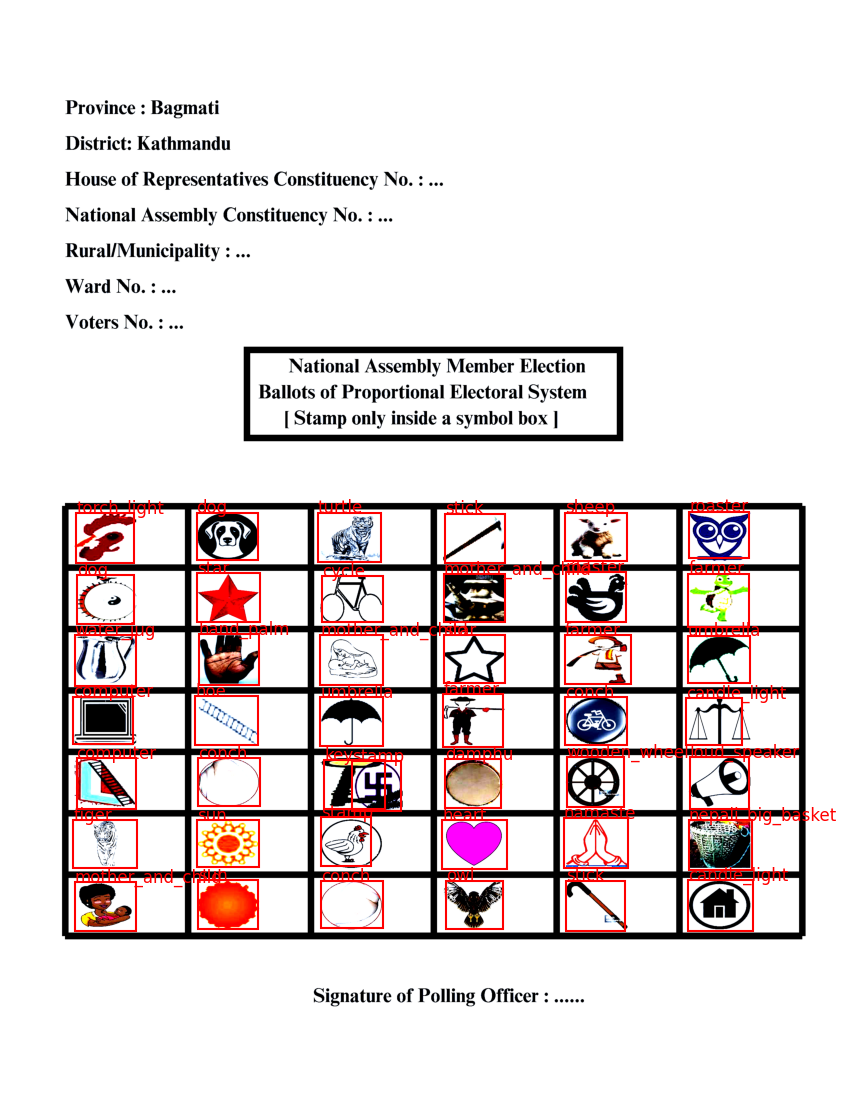 Province : Bagmati
District: Kathmandu
House of Representatives Constituency No. : ...
National Assembly Constituency No. : ...
Rural/Municipality : ...
Ward No. : ...
Voters No. : ...
National Assembly Member Election
Ballots of Proportional Electoral System
[ Stamp only inside a symbol box ]
torch_light dog turtle stick sheep
dog star cycle mother_and_child farmer
water_jug hand_palm mother_and_child farmer umbrella
computer hoe umbrella farmer conch candle_light
computer conch keystamp damphu wooden_wheel loud_speaker
tiger sun heart namaste nepali_big_basket
mother_and_child conch owl stick candle_light
Signature of Polling Officer : ......